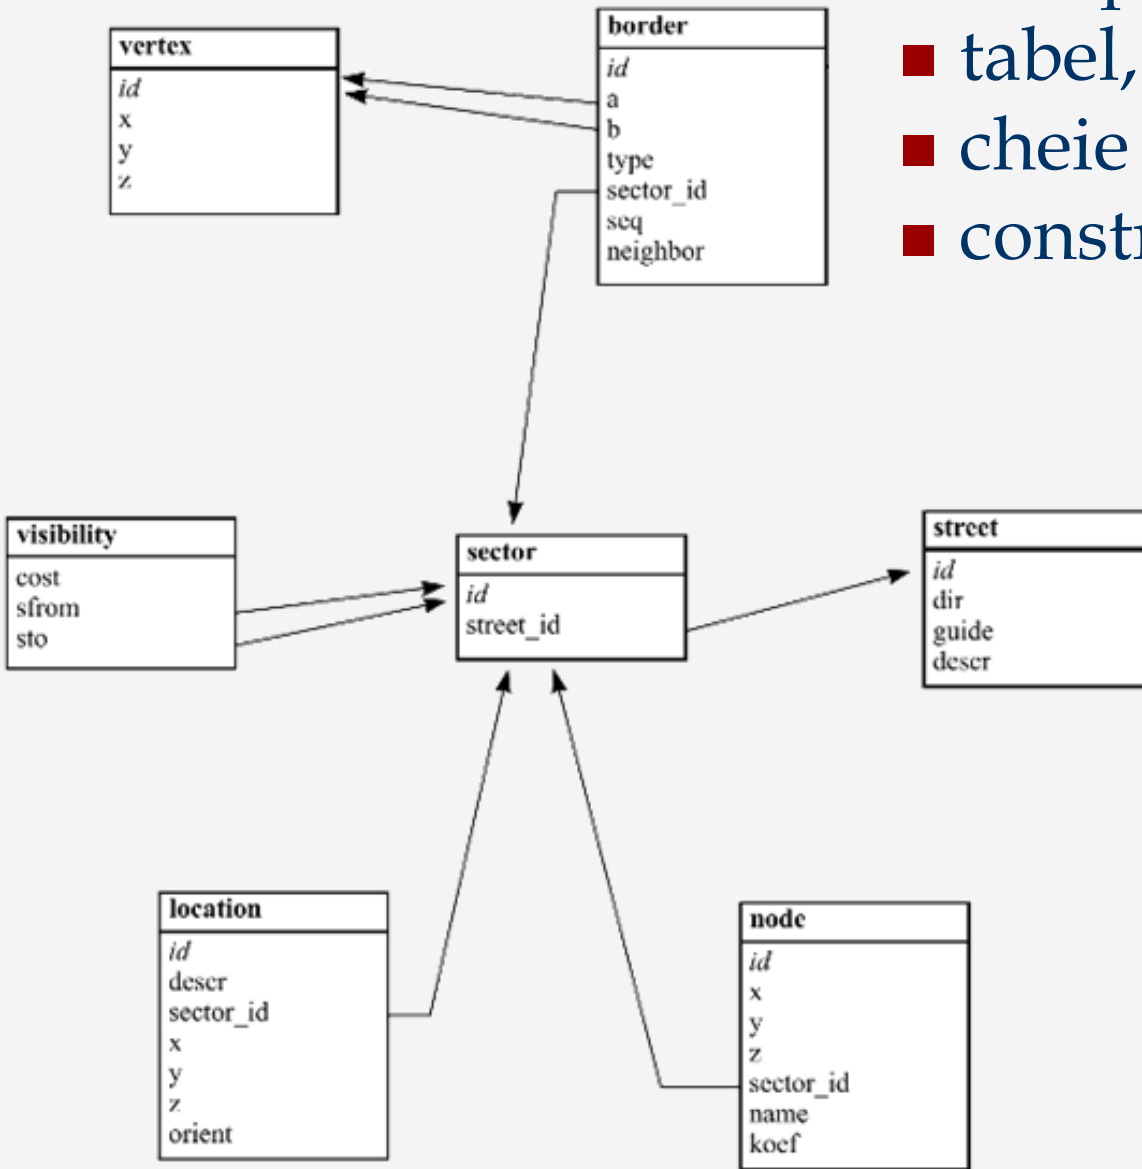 vertex
id
x
y
z
border
id
a
b
type
sector_id
seq
neighbor
tabel,
cheie
visibility
cost
sfrom
sto
sector
id
street_id
street
id
dir
guide
descr
location
id
descr
sector_id
x
y
z
orient
node
id
x
y
z
sector_id
name
koef